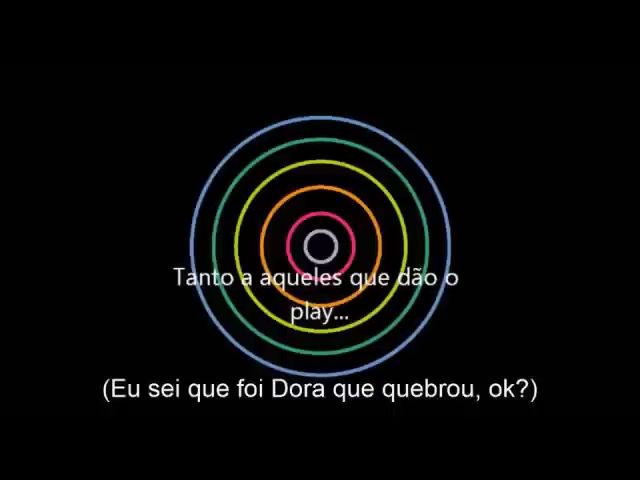 Tanto a aqueles que dão o
play...
(Eu sei que foi Dora que quebrou, ok?)